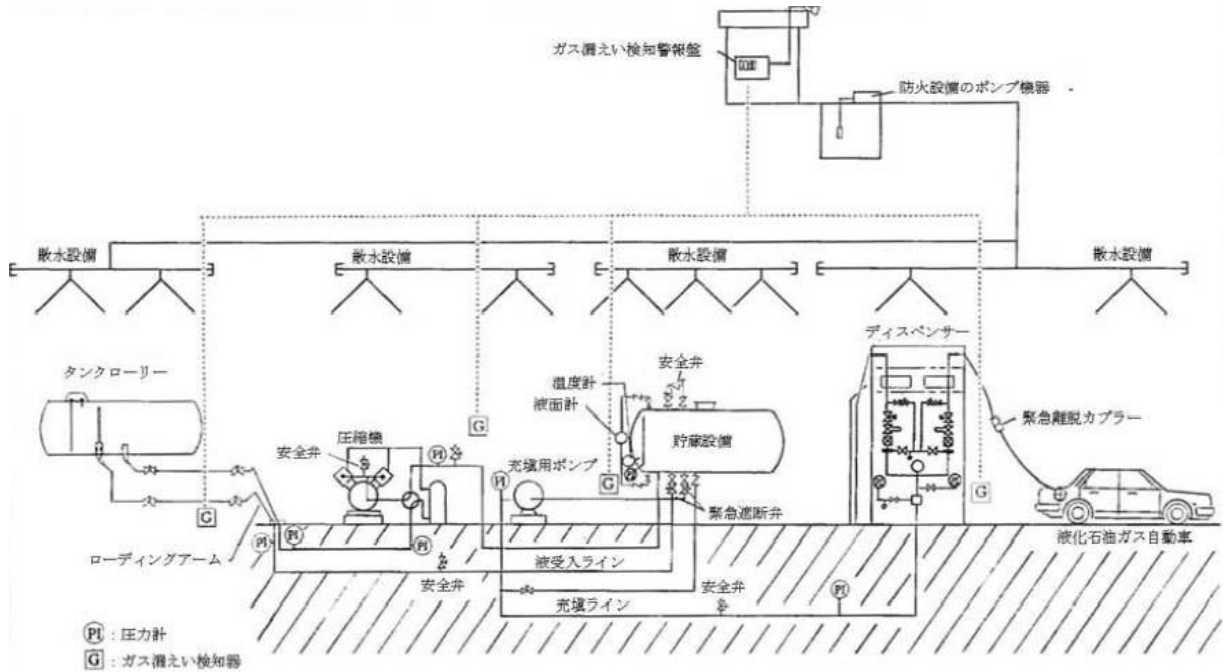 ガス漏えい検知警報盤
防火設備のポンプ機器
散水設備
散水設備
散水設備
散水設備
ディスペンサー
タンクローリー
安全弁
温度計
液面計
緊急離脱カプラー
圧縮機
安全弁
PI
充填用ポンプ
PI
貯蔵設備
G
G
G
G
緊急遮断弁
PI
PI
PI
ローディングアーム
液受入ライン
液化石油ガス自動車
安全弁
安全弁
PI
充填ライン
PI : 圧力計
G : ガス漏えい検知器